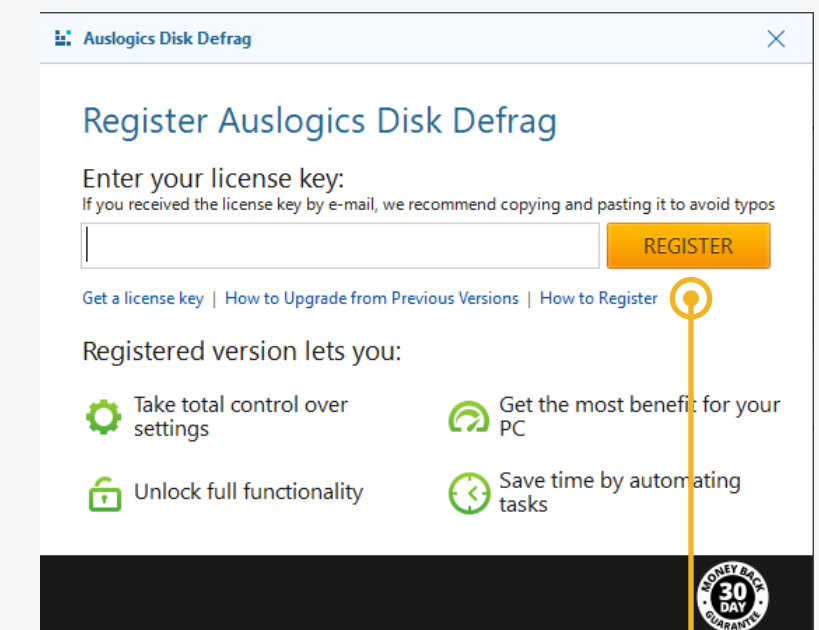 Auslogics Disk Defrag
Register Auslogics Disk Defrag
Enter your license key:
If you received the license key by e-mail, we recommend copying and pasting it to avoid typos
REGISTER
Get a license key | How to Upgrade from Previous Versions | How to Register
Registered version lets you:
Take total control over
settings
Get the most benefit for your
PC
Unlock full functionality
Save time by automating
tasks
MONEY BACK
30
DAY
GUARANTEE